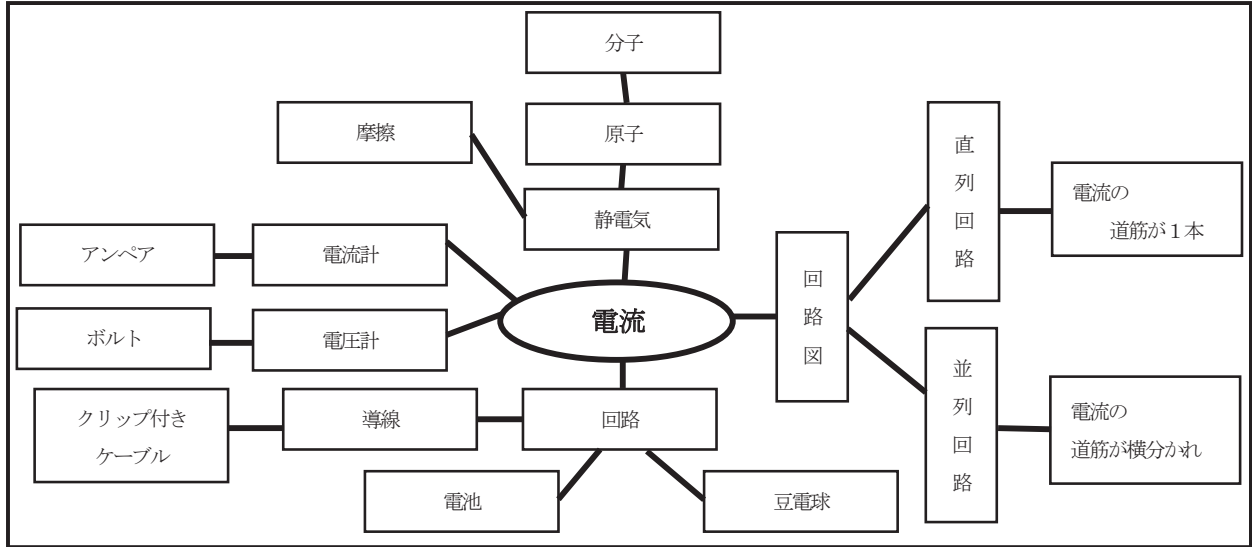 分子
摩擦
原子
静電気
アンペア
電流計
ボルト
電圧計
電流
回路図
直列回路
電流の
道筋が１本
並列回路
電流の
道筋が横分かれ
クリップ付き
ケーブル
導線
回路
電池
豆電球